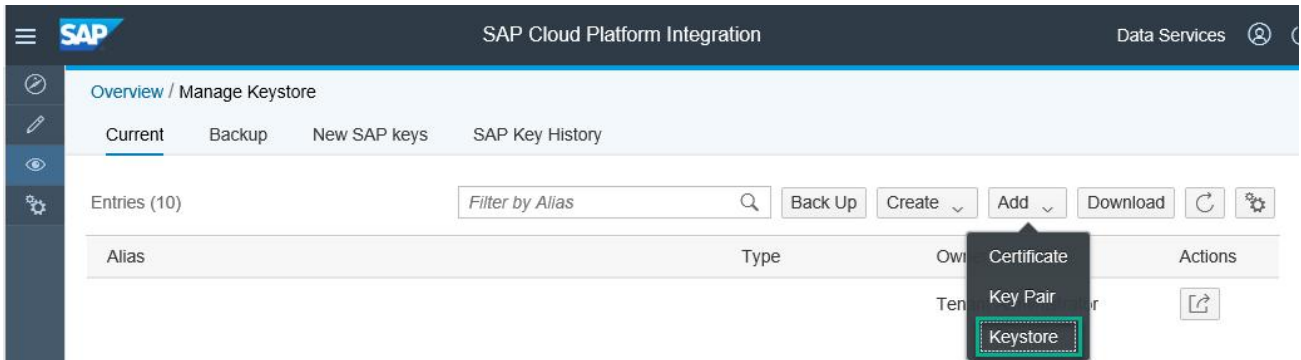 SAP SAP Cloud Platform Integration Data Services
Overview / Manage Keystore
Current Backup New SAP keys SAP Key History
Entries (10) Filter by Alias Back Up Create Add Download
Alias Type Actions
Certificate
Key Pair
Keystore